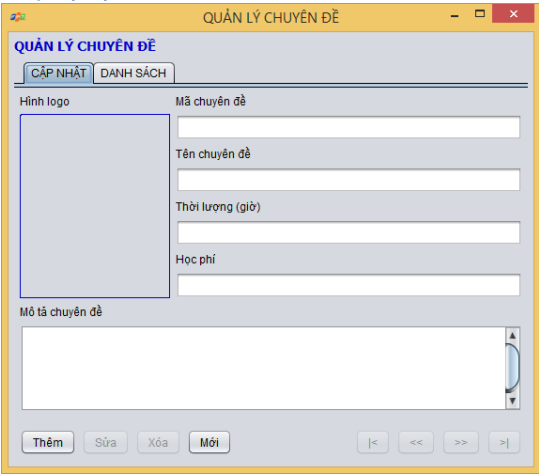 QUẢN LÝ CHUYÊN ĐỀ
QUẢN LÝ CHUYÊN ĐỀ
CẬP NHẬT DANH SÁCH
Hình logo
Mã chuyên đề
Tên chuyên đề
Thời lượng (giờ)
Học phí
Mô tả chuyên đề
Thêm Sửa Xóa Mới |< << >> >|